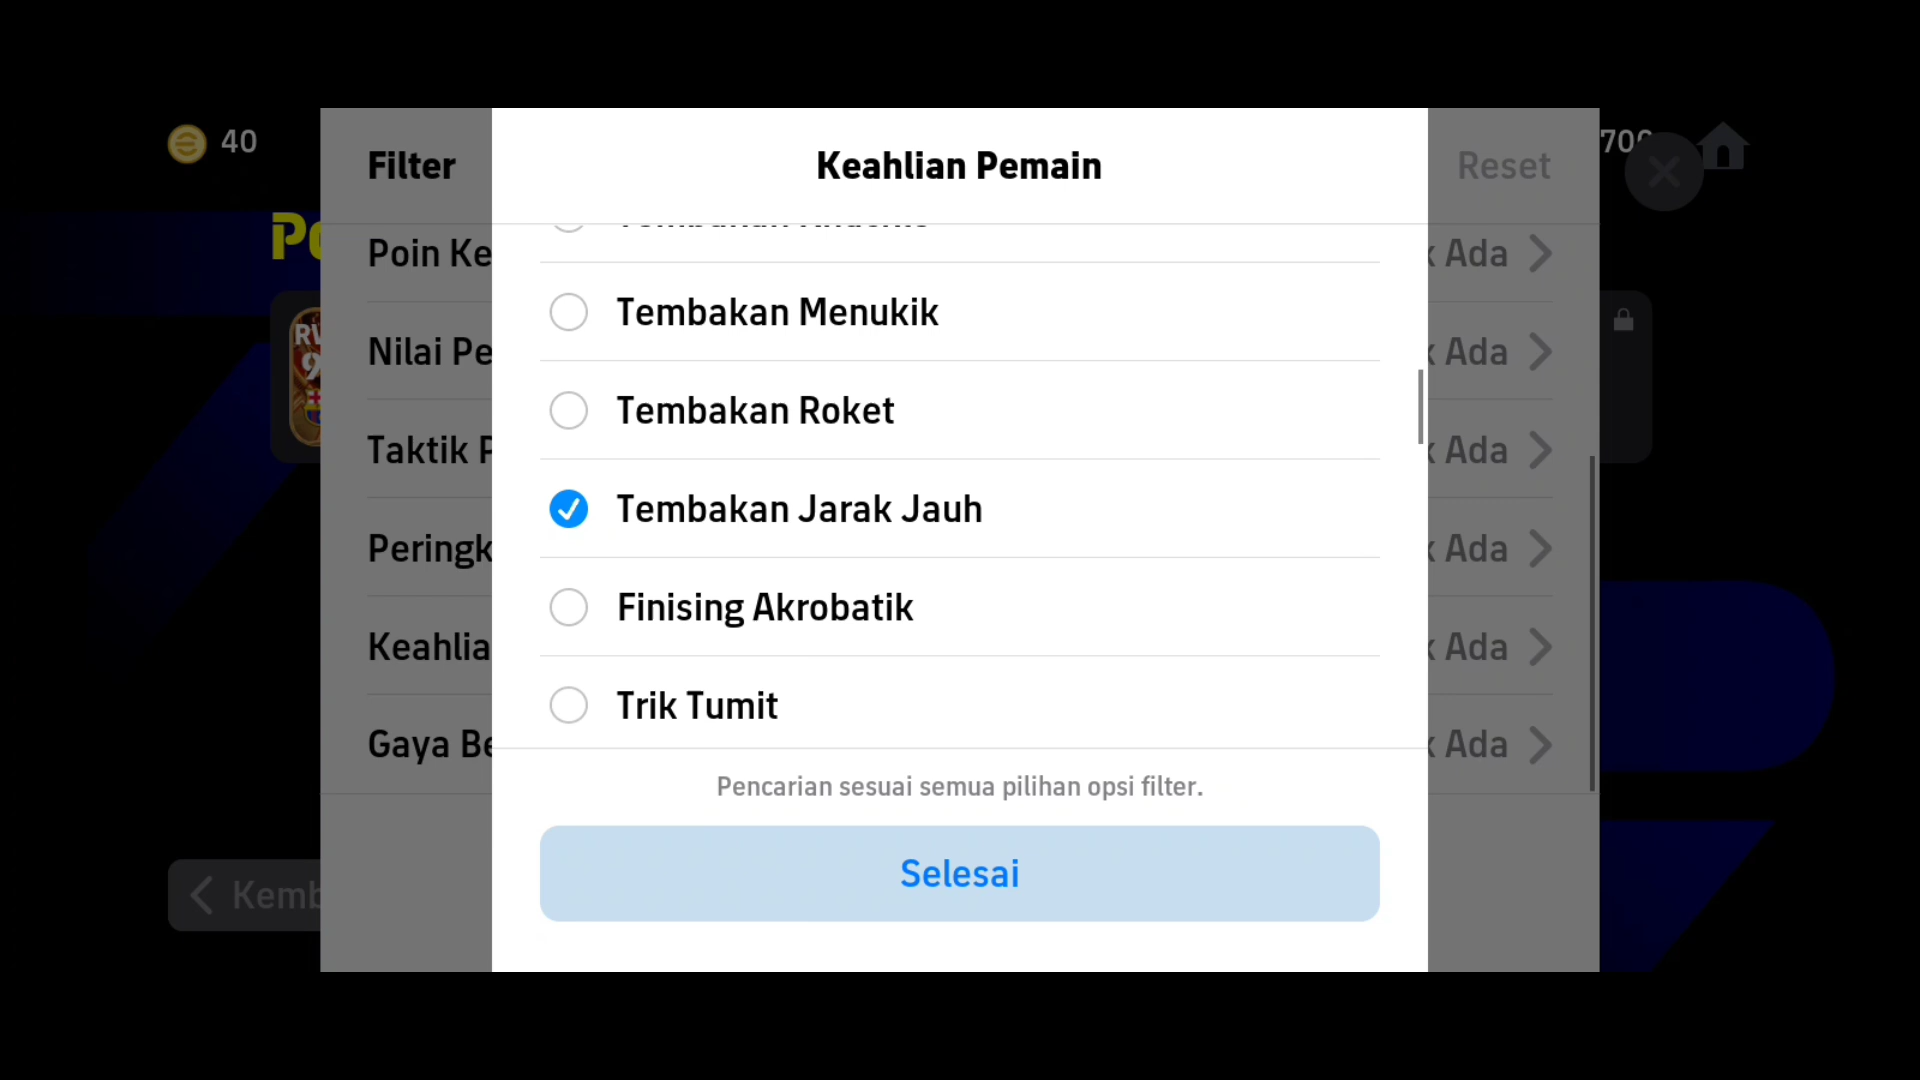 40
700
Filter
Keahlian Pemain
Reset
Poin Ke
Ada
Tembakan Menukik
Nilai Pe
Ada
Tembakan Roket
Taktik P
Ada
Tembakan Jarak Jauh
Peringk
Ada
Finising Akrobatik
Keahlia
Ada
Trik Tumit
Gaya Be
Ada
Pencarian sesuai semua pilihan opsi filter.
Selesai
Kemb